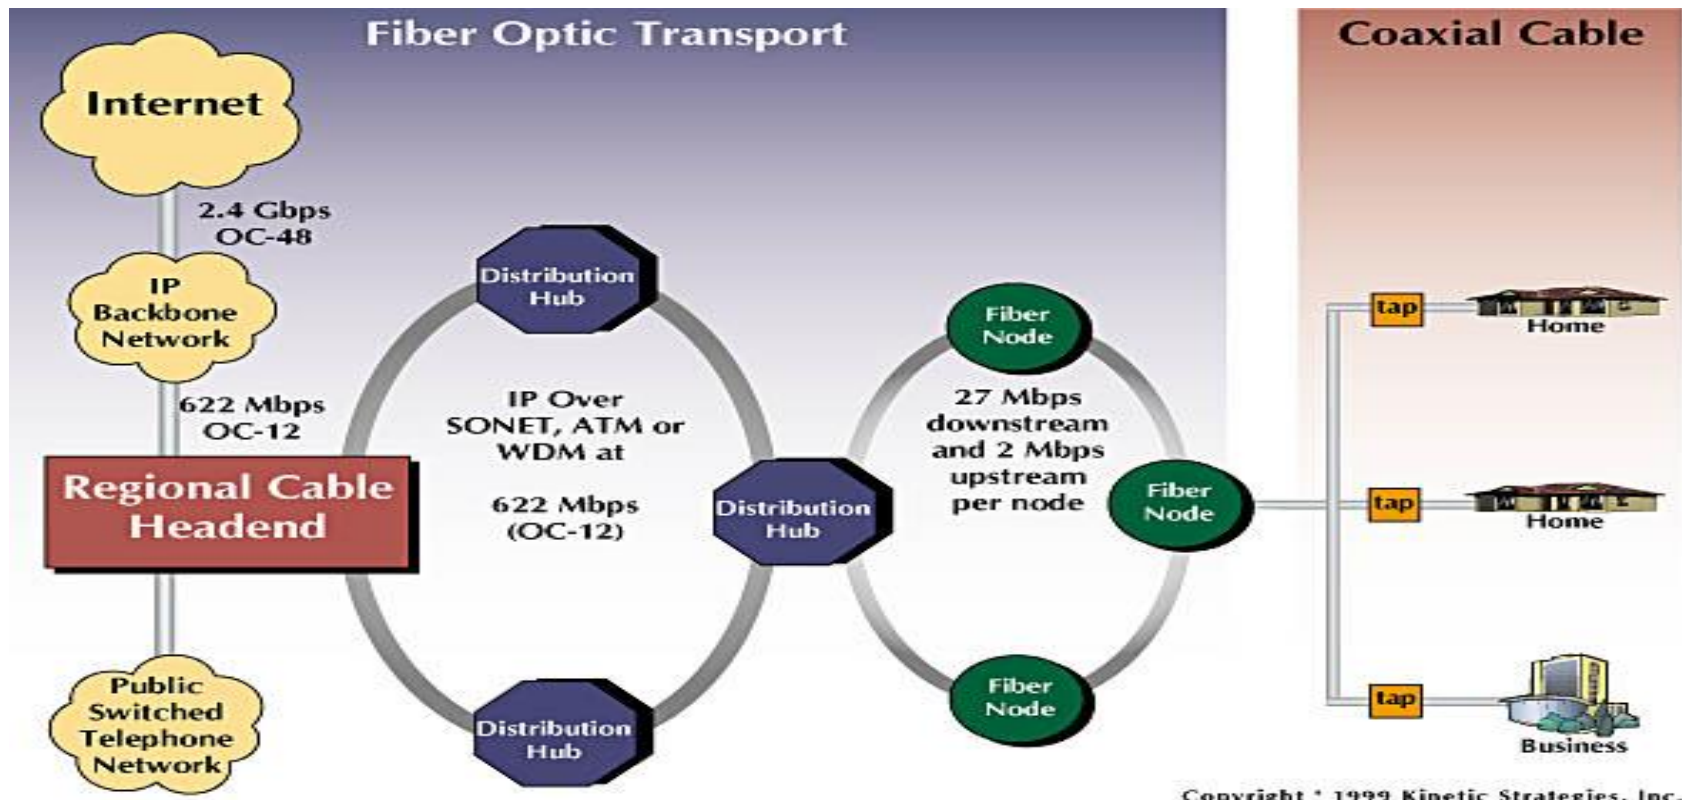 Fiber Optic Transport
Coaxial Cable
Internet
2.4 Gbps
OC-48
IP
Backbone
Network
622 Mbps
OC-12
Regional Cable
Headend
Public
Switched
Telephone
Network
Distribution
Hub
IP Over
SONET, ATM or
WDM at
622 Mbps
(OC-12)
Distribution
Hub
Distribution
Hub
Fiber
Node
27 Mbps
downstream
and 2 Mbps
upstream
per node
Fiber
Node
Fiber
Node
tap
Home
tap
Home
tap
Business
Copyright * 1999 Kinetic Strategies, Inc.